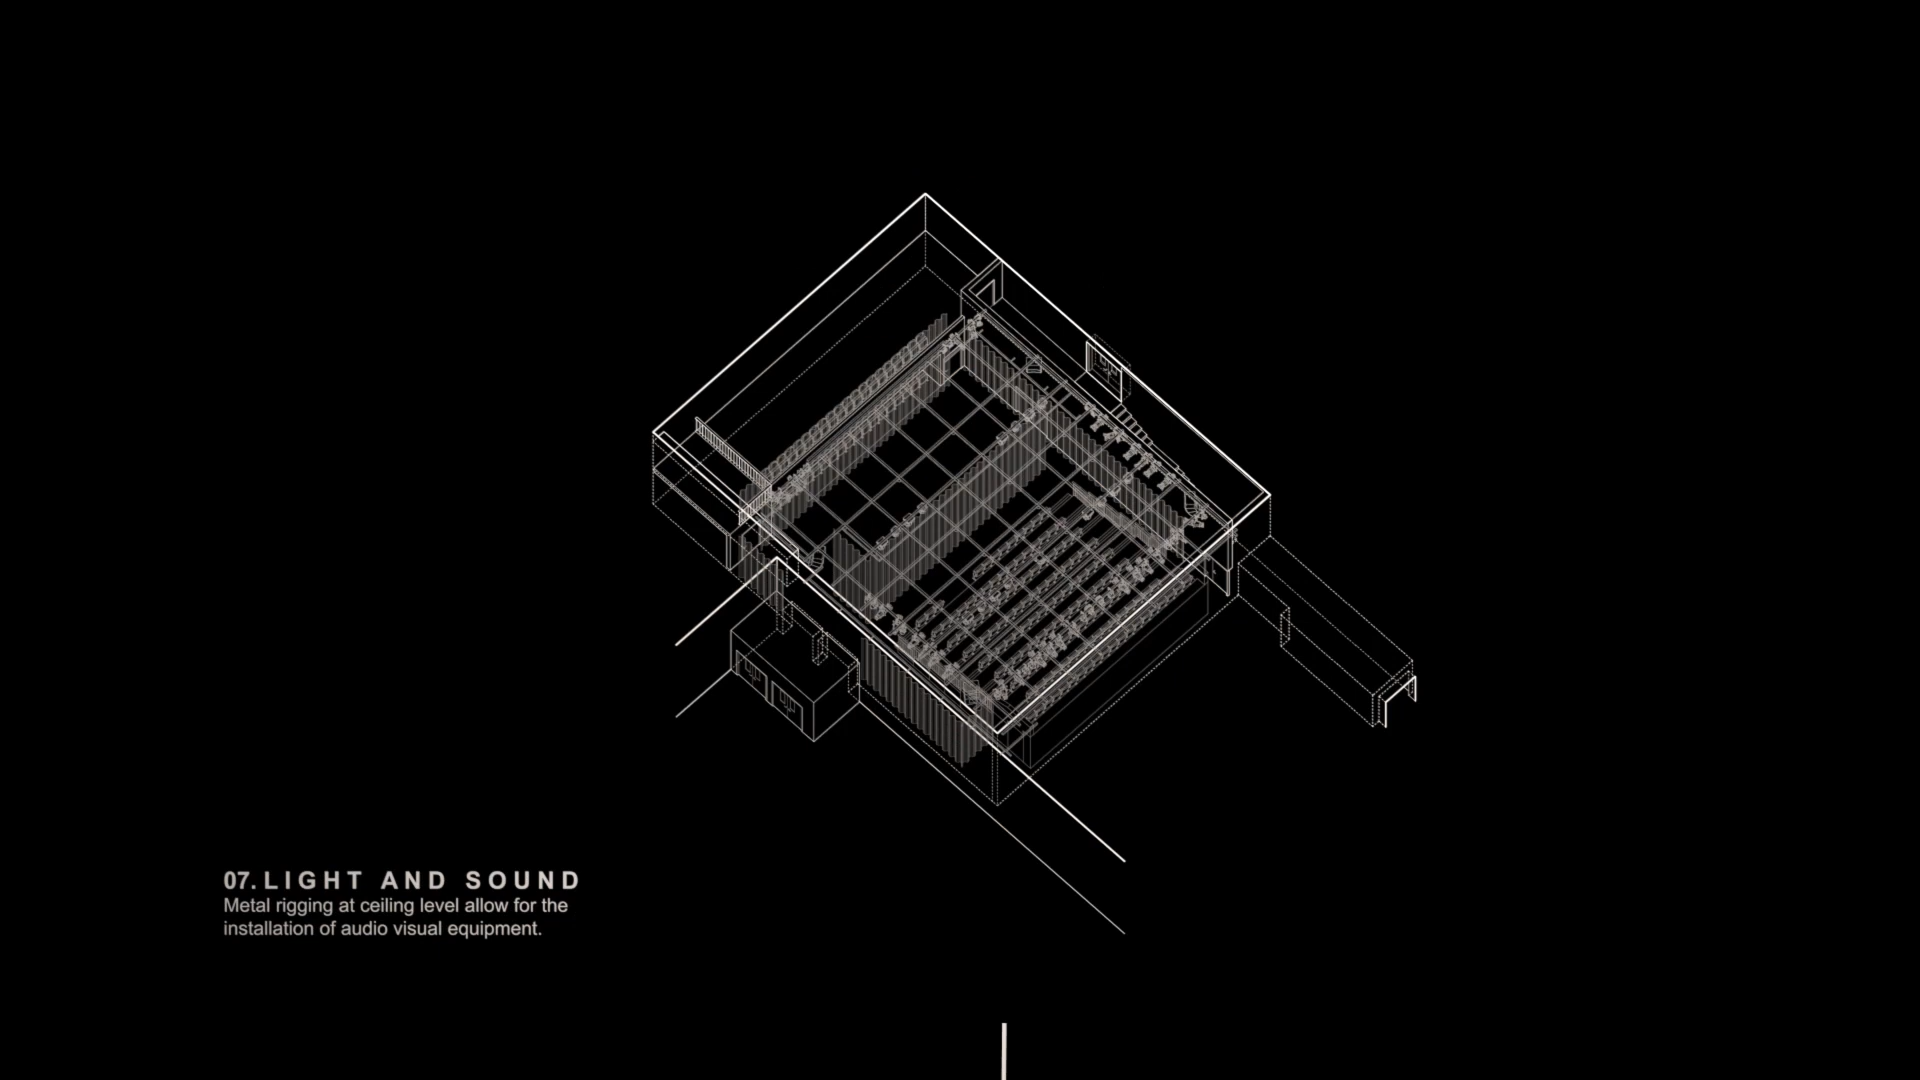 07. LIGHT AND SOUND
Metal rigging at ceiling level allow for the
installation of audio visual equipment.